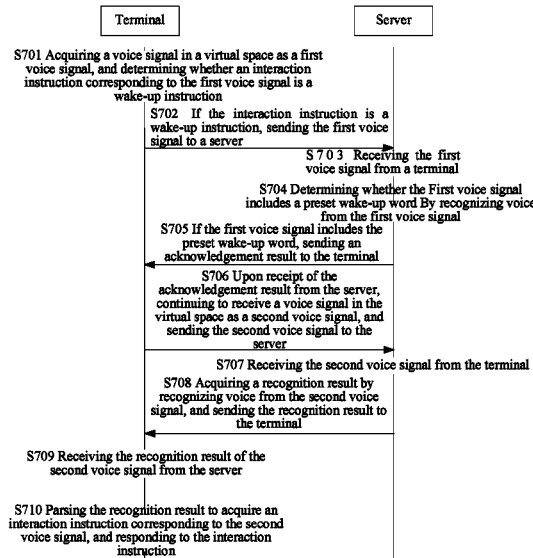 Terminal
Server
S701 Acquiring a voice signal in a virtual space as a first
voice signal, and determining whether an interaction
instruction corresponding to the first voice signal is a
wake-up instruction
S702 If the interaction instruction is a
wake-up instruction, sending the first voice
signal to a server
S 7 0 3 Receiving the first
voice signal from a terminal
S704 Determining whether the First voice signal
includes a preset wake-up word By recognizing voice
from the first voice signal
S705 If the first voice signal includes the
preset wake-up word, sending an
acknowledgement result to the terminal
S706 Upon receipt of the
acknowledgement result from the server,
continuing to receive a voice signal in the
virtual space as a second voice signal, and
sending the second voice signal to the
server
S707 Receiving the second voice signal from the terminal
S708 Acquiring a recognition result by
recognizing voice from the second voice
signal, and sending the recognition result to
the terminal
S709 Receiving the recognition result of the
second voice signal from the server
S710 Parsing the recognition result to acquire an
interaction instruction corresponding to the second
voice signal, and responding to the interaction
instruction